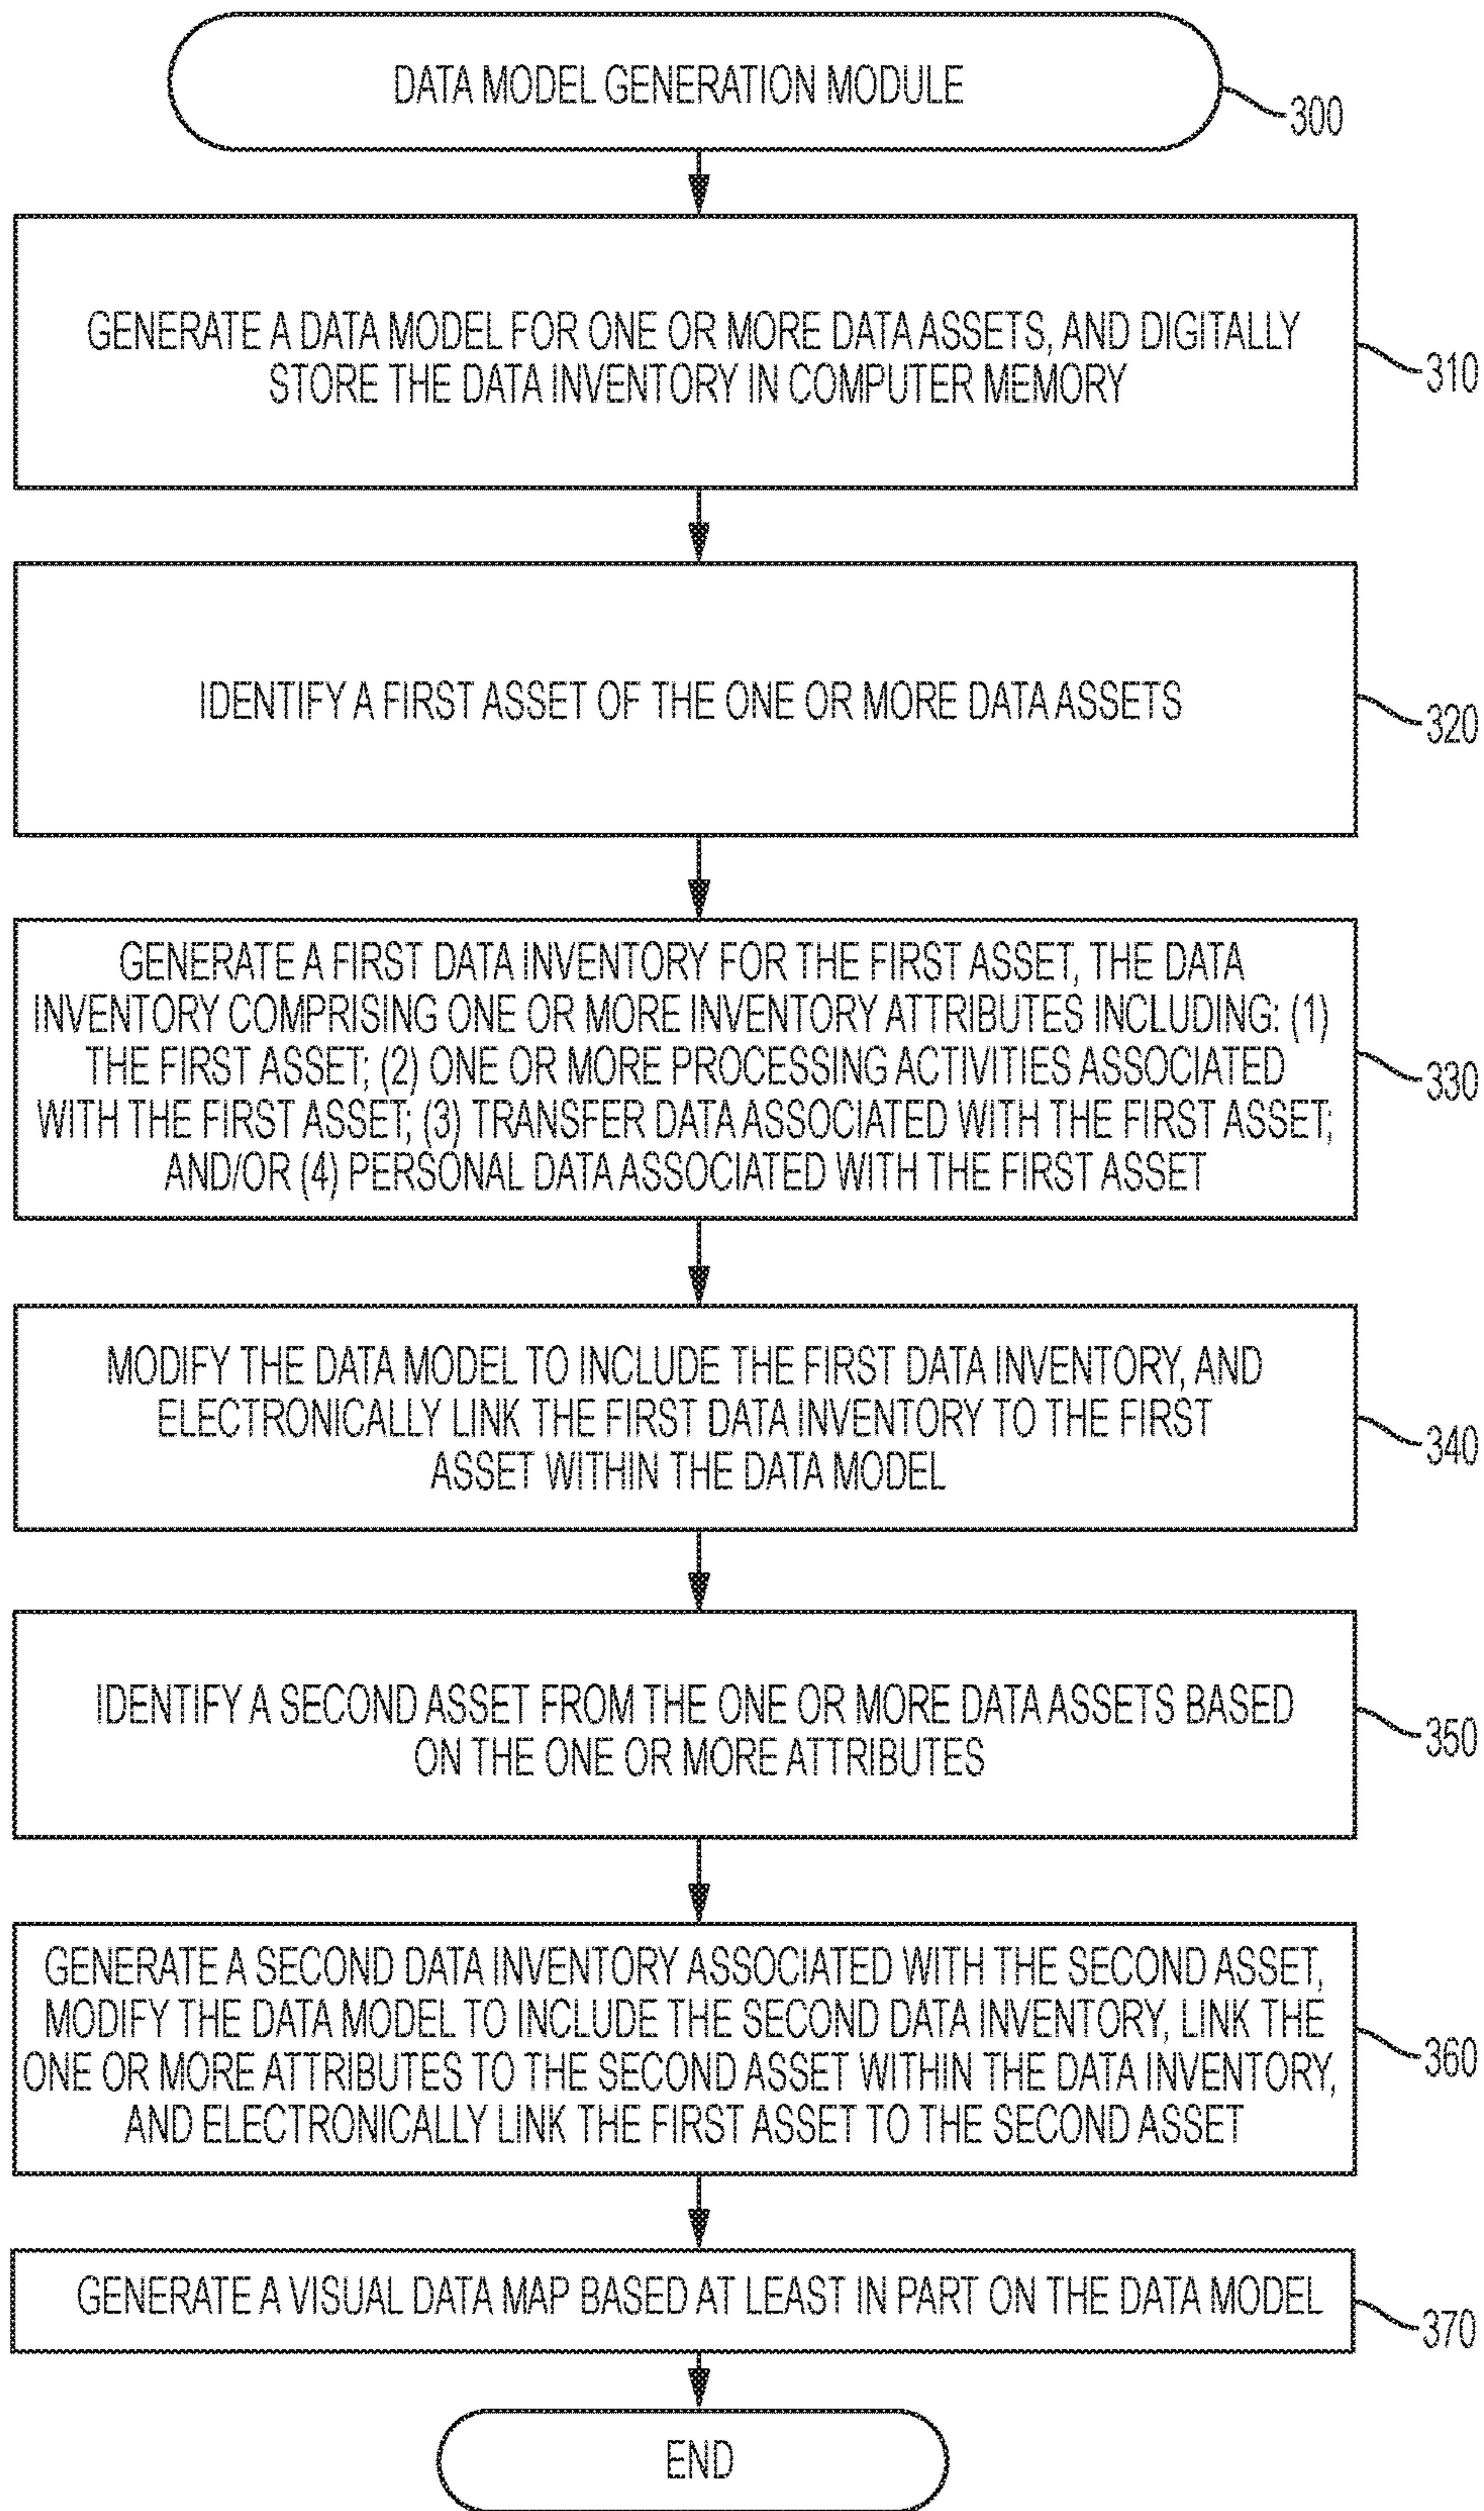 DATA MODEL GENERATION MODULE
300
GENERATE A DATA MODEL FOR ONE OR MORE DATA ASSETS, AND DIGITALLY
STORE THE DATA INVENTORY IN COMPUTER MEMORY
310
IDENTIFY A FIRST ASSET OF THE ONE OR MORE DATA ASSETS
320
GENERATE A FIRST DATA INVENTORY FOR THE FIRST ASSET, THE DATA
INVENTORY COMPRISING ONE OR MORE INVENTORY ATTRIBUTES INCLUDING: (1)
THE FIRST ASSET; (2) ONE OR MORE PROCESSING ACTIVITIES ASSOCIATED
WITH THE FIRST ASSET; (3) TRANSFER DATA ASSOCIATED WITH THE FIRST ASSET;
AND/OR (4) PERSONAL DATA ASSOCIATED WITH THE FIRST ASSET
330
MODIFY THE DATA MODEL TO INCLUDE THE FIRST DATA INVENTORY, AND
ELECTRONICALLY LINK THE FIRST DATA INVENTORY TO THE FIRST
ASSET WITHIN THE DATA MODEL
340
IDENTIFY A SECOND ASSET FROM THE ONE OR MORE DATA ASSETS BASED
ON THE ONE OR MORE ATTRIBUTES
350
GENERATE A SECOND DATA INVENTORY ASSOCIATED WITH THE SECOND ASSET,
MODIFY THE DATA MODEL TO INCLUDE THE SECOND DATA INVENTORY, LINK THE
ONE OR MORE ATTRIBUTES TO THE SECOND ASSET WITHIN THE DATA INVENTORY,
AND ELECTRONICALLY LINK THE FIRST ASSET TO THE SECOND ASSET
360
GENERATE A VISUAL DATA MAP BASED AT LEAST IN PART ON THE DATA MODEL
370
END